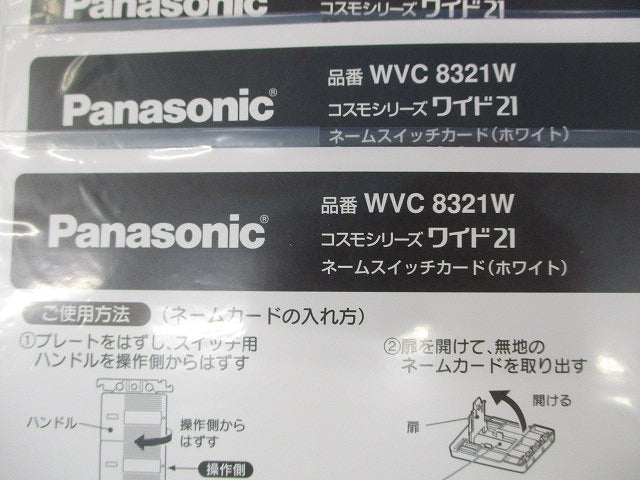 Panasonic
コスモシリーズ ワイド21
Panasonic®
品番 WVC 8321W
コスモシリーズ ワイド21
ネームスイッチカード(ホワイト)
Panasonic®
品番 WVC 8321W
コスモシリーズ ワイド21
ネームスイッチカード(ホワイト)
ご使用方法 (ネームカードの入れ方)
①プレートをはずし、スイッチ用
ハンドルを操作側からはずす
ハンドル
操作側から
はずす
操作側
②扉を開けて、無地の
ネームカードを取り出す
開ける
扉